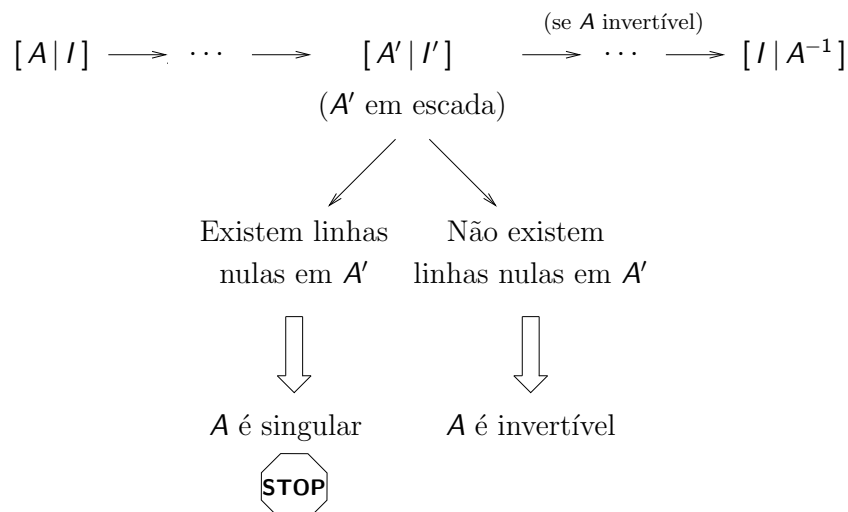 (se A invertível)
[A|I] ⟶ ··· ⟶ [A′|I′] ⟶ ··· ⟶ [I|A⁻¹]
(A′ em escada)
Existem linhas
nulas em A′
Não existem
linhas nulas em A′
A é singular
A é invertível
STOP